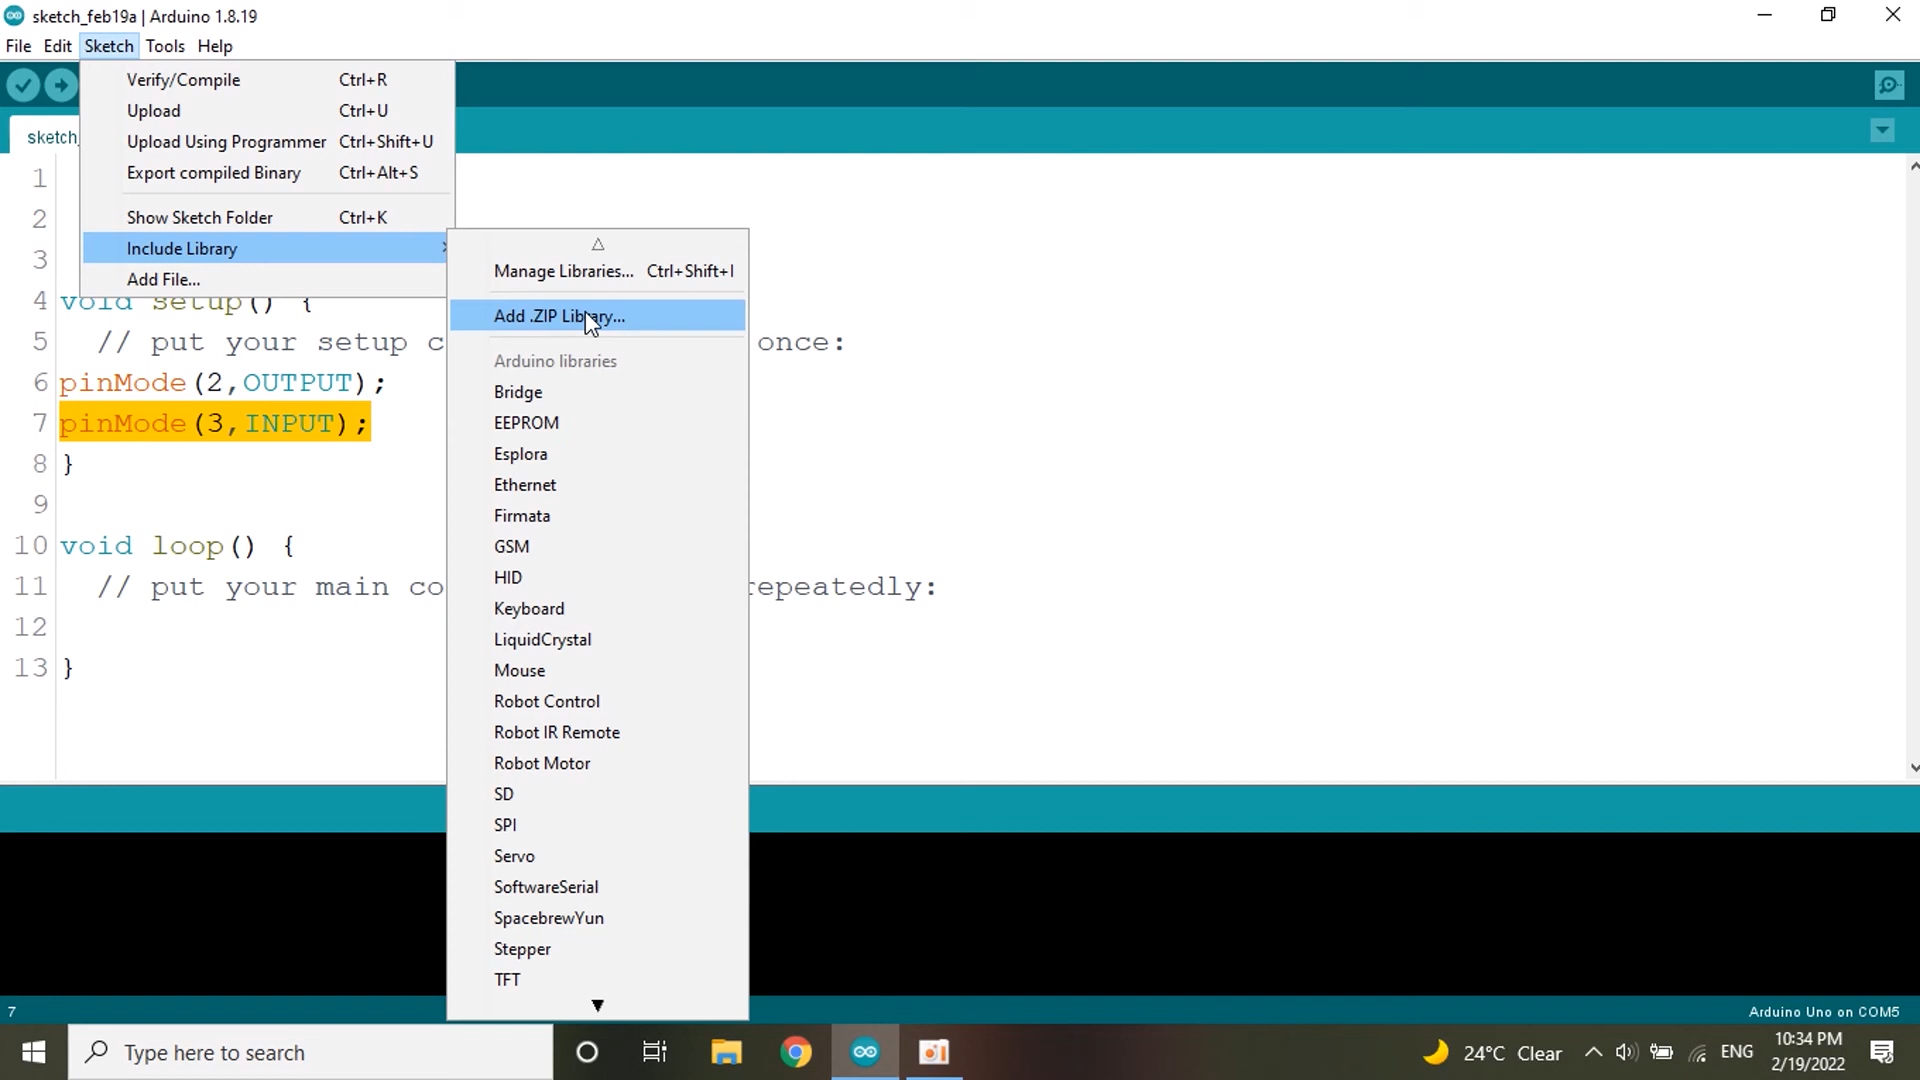 sketch_feb19a | Arduino 1.8.19
File Edit Sketch Tools Help
Verify/Compile Ctrl+R
Upload Ctrl+U
Upload Using Programmer Ctrl+Shift+U
Export compiled Binary Ctrl+Alt+S
Show Sketch Folder Ctrl+K
Include Library
Add File...
Manage Libraries... Ctrl+Shift+I
Add .ZIP Library...
Arduino libraries
Bridge
EEPROM
Esplora
Ethernet
Firmata
GSM
HID
Keyboard
LiquidCrystal
Mouse
Robot Control
Robot IR Remote
Robot Motor
SD
SPI
Servo
SoftwareSerial
SpacebrewYun
Stepper
TFT
sketch_
1
2
3
4 void setup() {
5 // put your setup c once:
6 pinMode(2,OUTPUT);
7 pinMode(3,INPUT);
8 }
9
10 void loop() {
11 // put your main co repeatedly:
12
13 }
7 Arduino Uno on COM5
Type here to search
24°C Clear
ENG
10:34 PM
2/19/2022